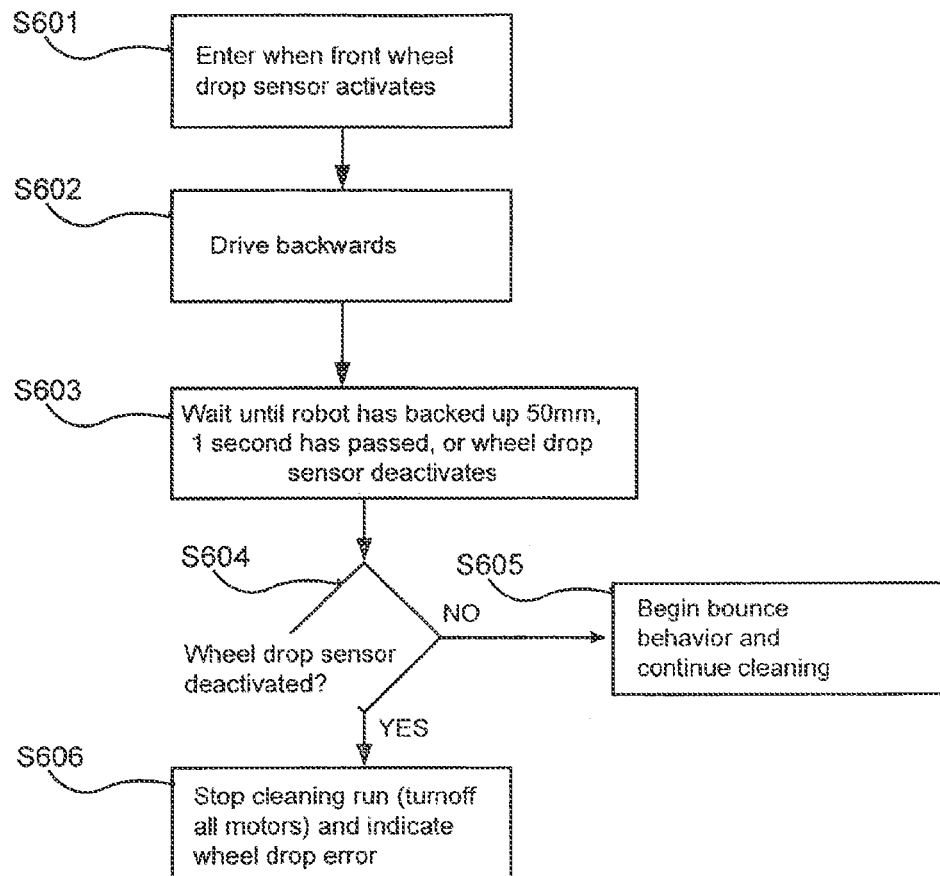 S601
Enter when front wheel
drop sensor activates
S602
Drive backwards
S603
Wait until robot has backed up 50mm,
1 second has passed, or wheel drop
sensor deactivates
S604
Wheel drop sensor
deactivated?
NO
S605
Begin bounce
behavior and
continue cleaning
YES
S606
Stop cleaning run (turnoff
all motors) and indicate
wheel drop error